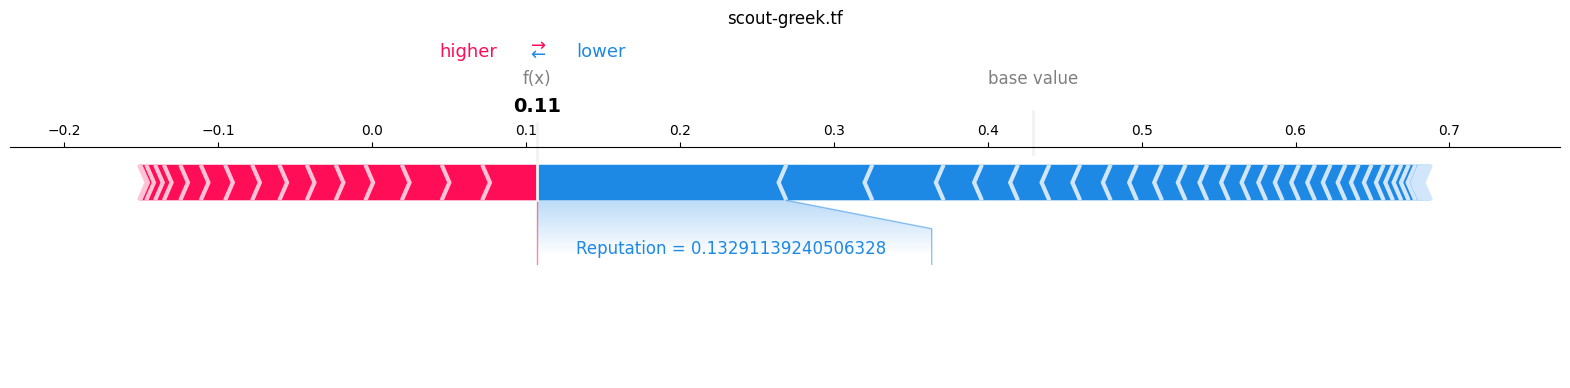 scout-greek.tf
higher → ← lower
f(x) base value
0.11
−0.2 −0.1 0.0 0.1 0.2 0.3 0.4 0.5 0.6 0.7
Reputation = 0.13291139240506328